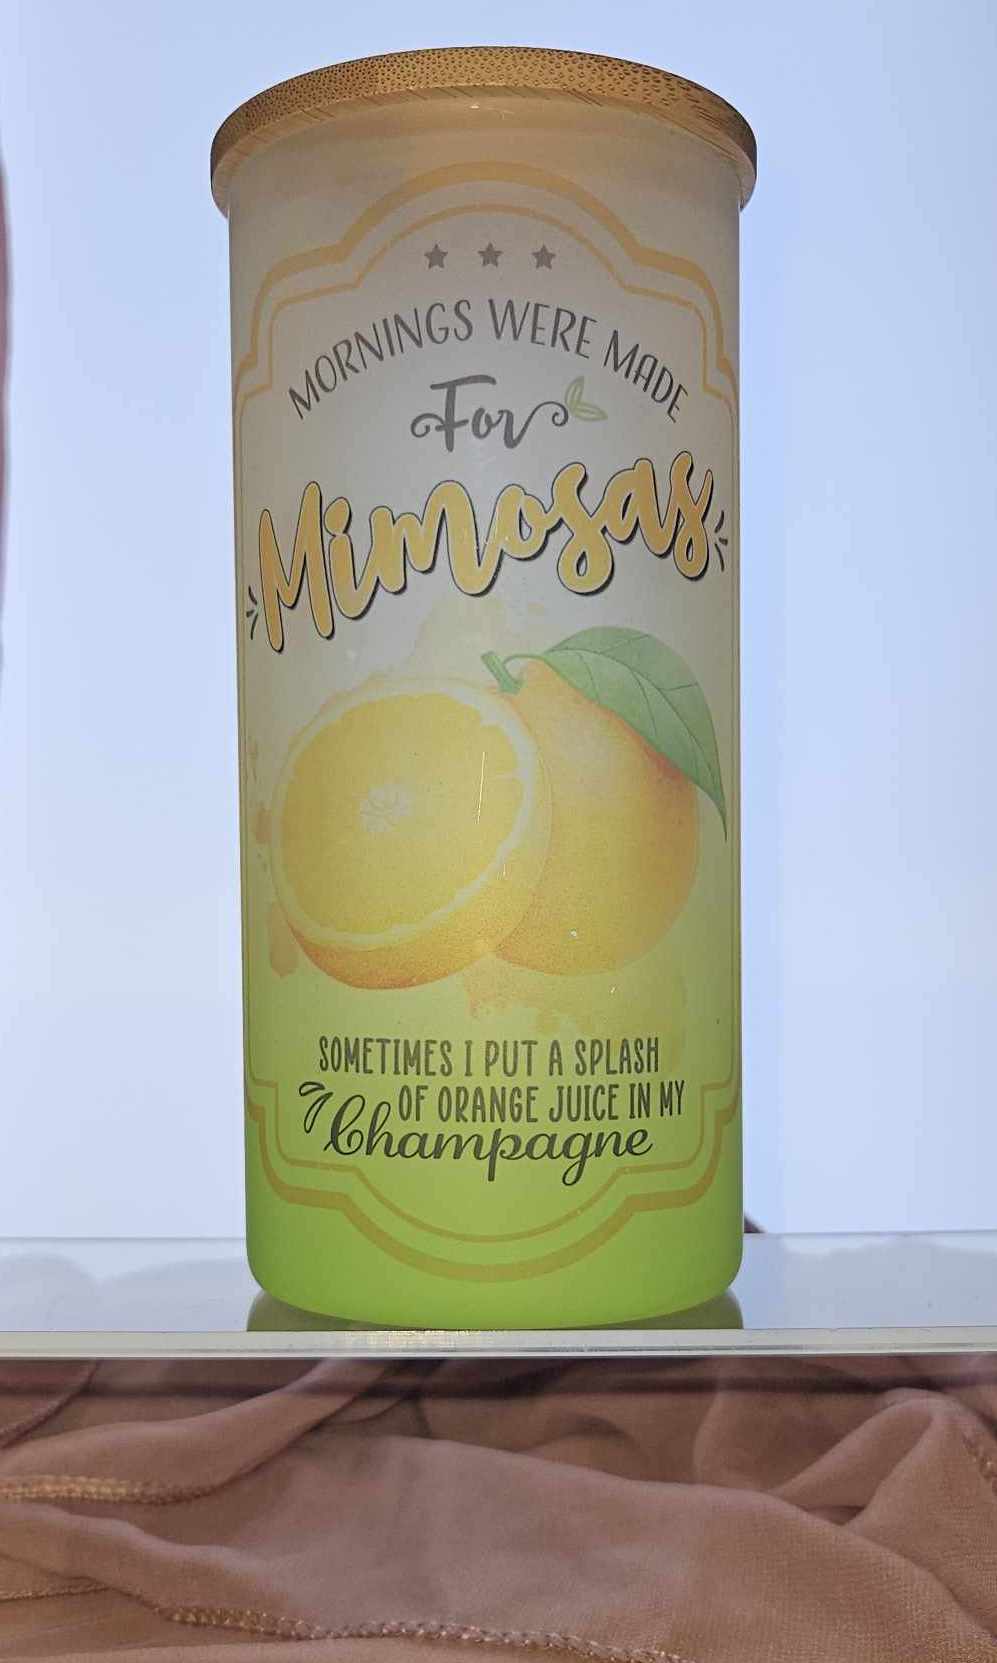 MORNINGS WERE MADE
For
Mimosas
SOMETIMES I PUT A SPLASH
OF ORANGE JUICE IN MY
Champagne